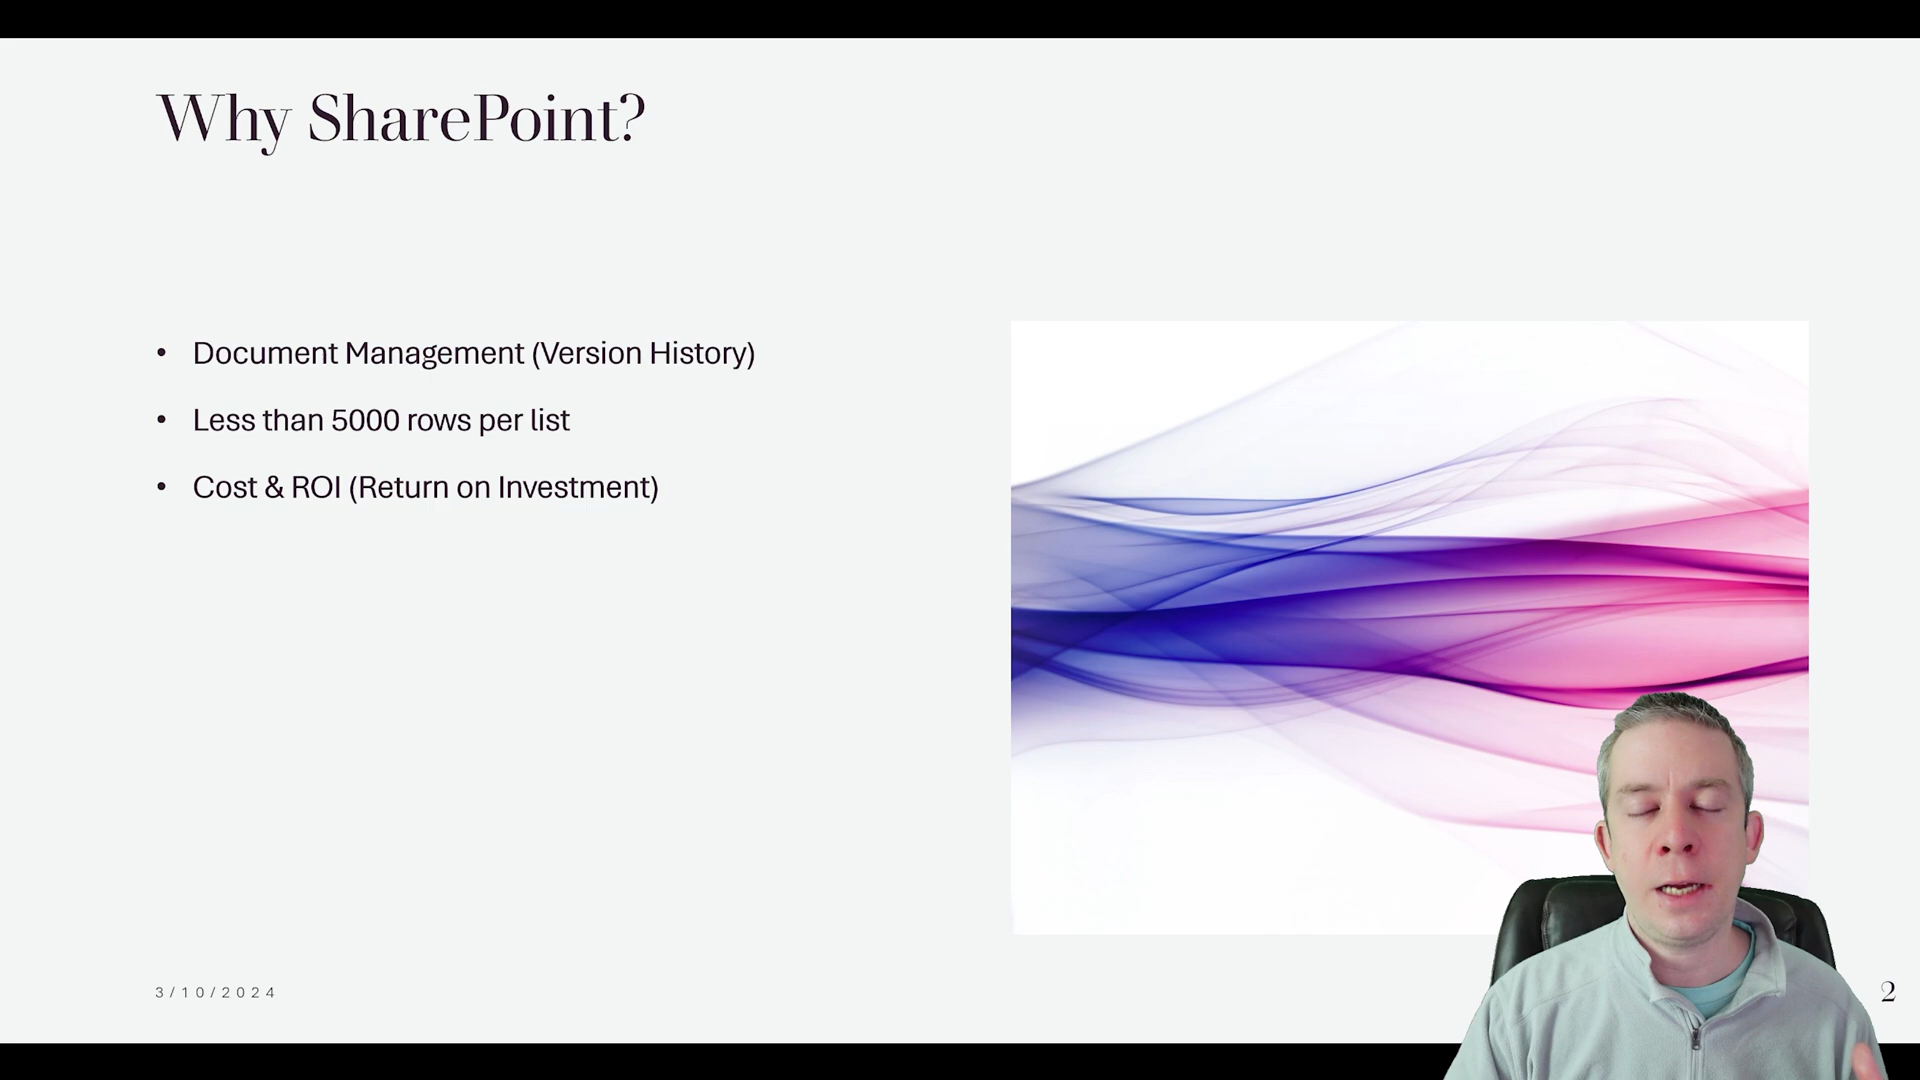 Why SharePoint?
• Document Management (Version History)
• Less than 5000 rows per list
• Cost & ROI (Return on Investment)
3/10/2024
2